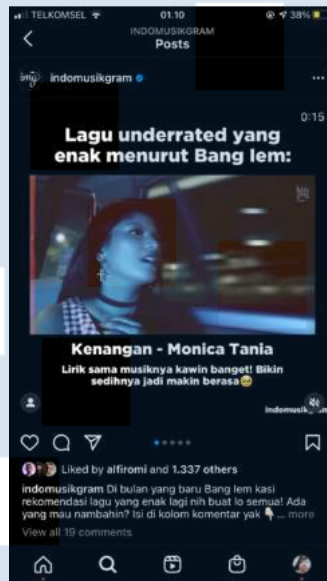 TELKOMSEL
01.10
38%
INDOMUSIKGRAM
Posts
img
indomusikgram
0:15
Lagu underrated yang
enak menurut Bang lem:
Kenangan - Monica Tania
Lirik sama musiknya kawin banget! Bikin
sedihnya jadi makin berasa🥺
Liked by alfiromi and 1.337 others
indomusikgram Di bulan yang baru Bang lem kasi
rekomendasi lagu yang enak lagi nih buat lo semua! Ada
yang mau nambahin? Isi di kolom komentar yak 👇 ... more
View all 19 comments